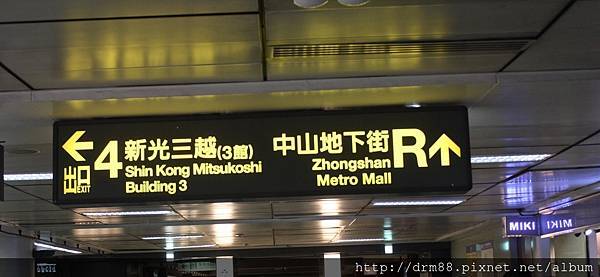 出口
EXIT
4
新光三越(3館)
Shin Kong Mitsukoshi
Building 3
中山地下街
Zhongshan
Metro Mall
R
MIKI
MIKI
http://drm88.pixnet.net/album